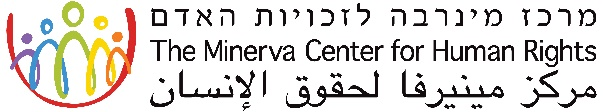 מרכז מינרבה לזכויות האדם
The Minerva Center for Human Rights
مركز مينيرفا لحقوق الإنسان